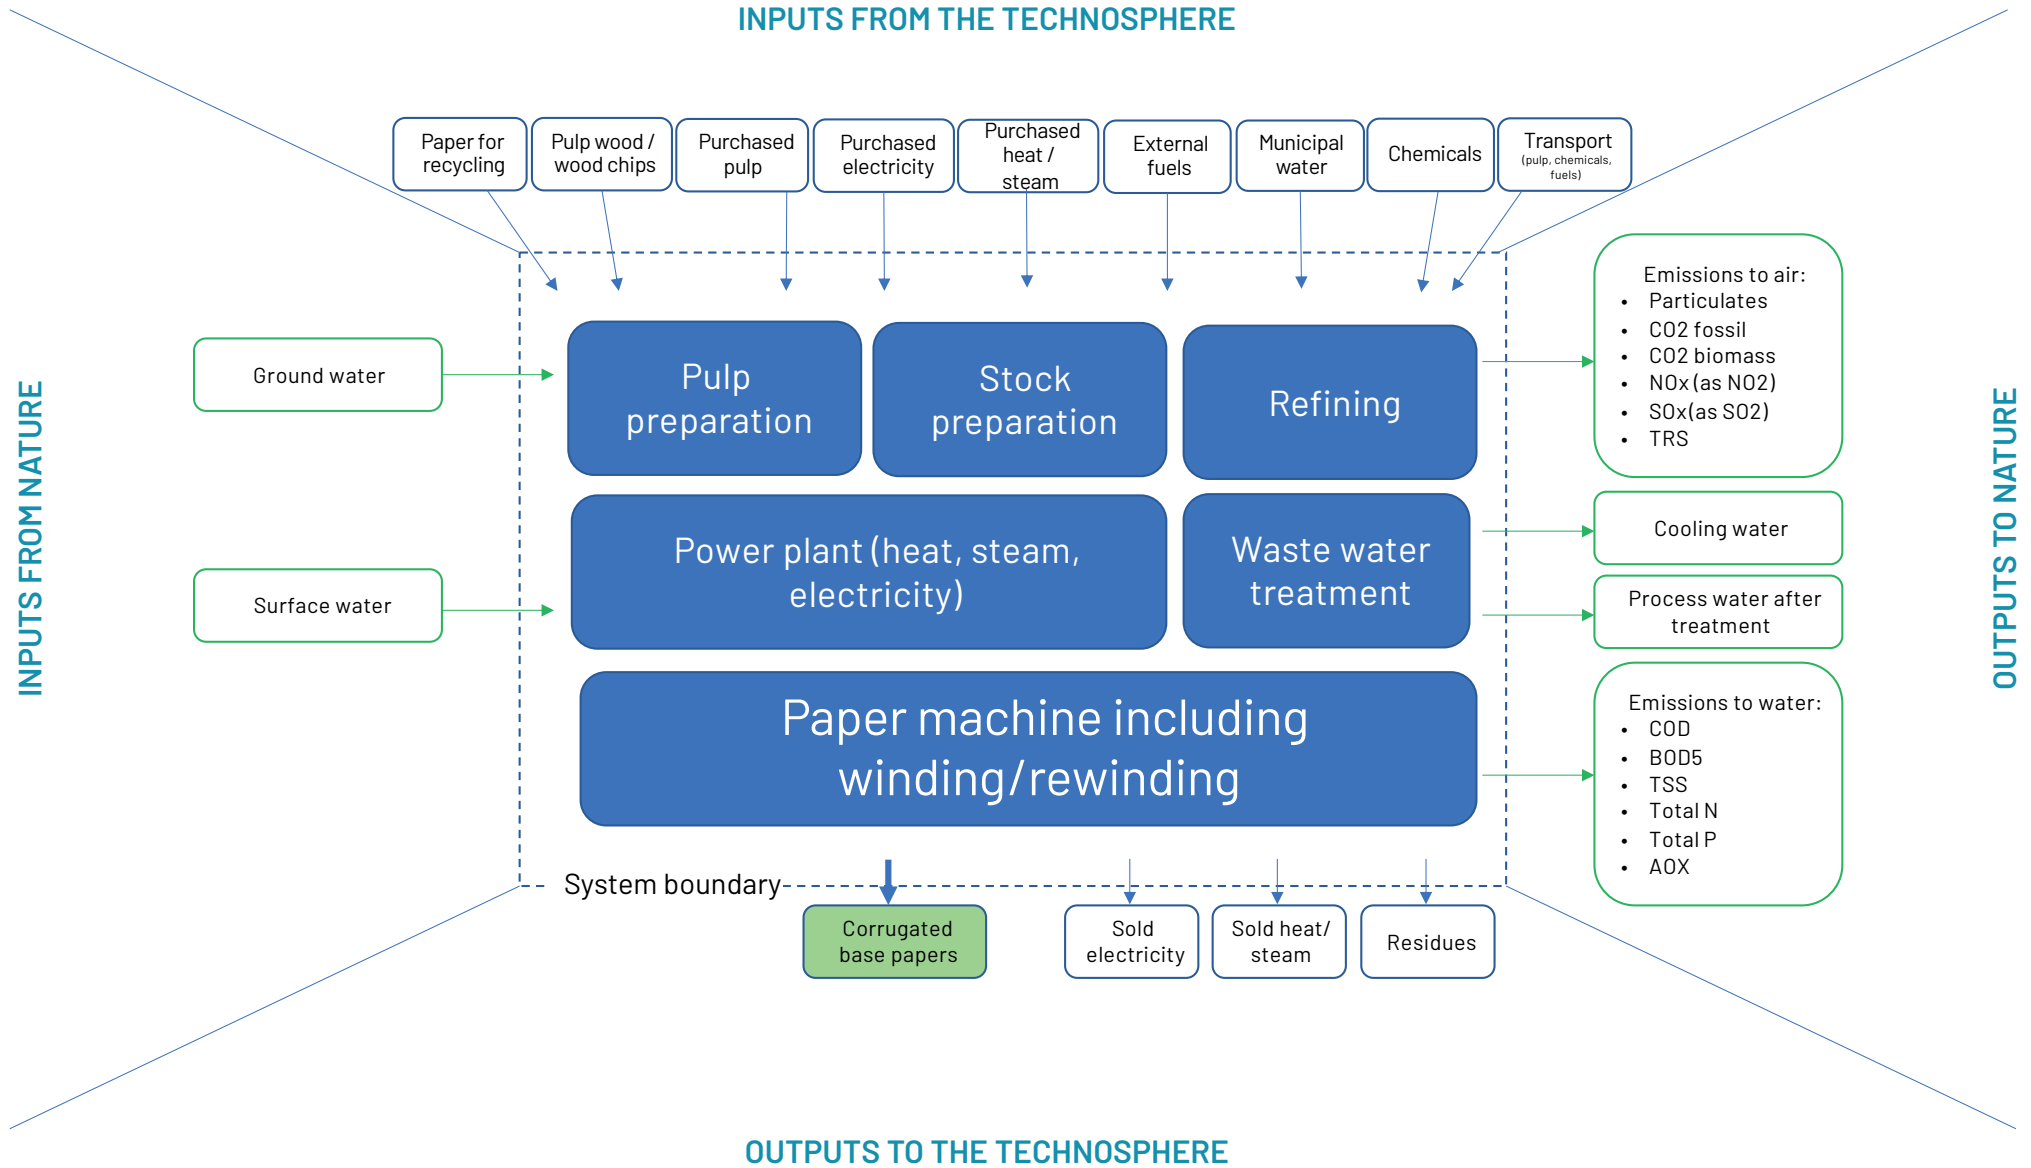 INPUTS FROM THE TECHNOSPHERE
Paper for
recycling
Pulp wood /
wood chips
Purchased
pulp
Purchased
electricity
Purchased
heat /
steam
External
fuels
Municipal
water
Chemicals
Transport
(pulp, chemicals,
fuels)
INPUTS FROM NATURE
Ground water
Surface water
Pulp
preparation
Stock
preparation
Refining
Power plant (heat, steam,
electricity)
Waste water
treatment
Paper machine including
winding/rewinding
System boundary
Emissions to air:
• Particulates
• CO2 fossil
• CO2 biomass
• NOx (as NO2)
• SOx(as SO2)
• TRS
Cooling water
Process water after
treatment
Emissions to water:
• COD
• BOD5
• TSS
• Total N
• Total P
• AOX
OUTPUTS TO NATURE
Corrugated
base papers
Sold
electricity
Sold heat/
steam
Residues
OUTPUTS TO THE TECHNOSPHERE